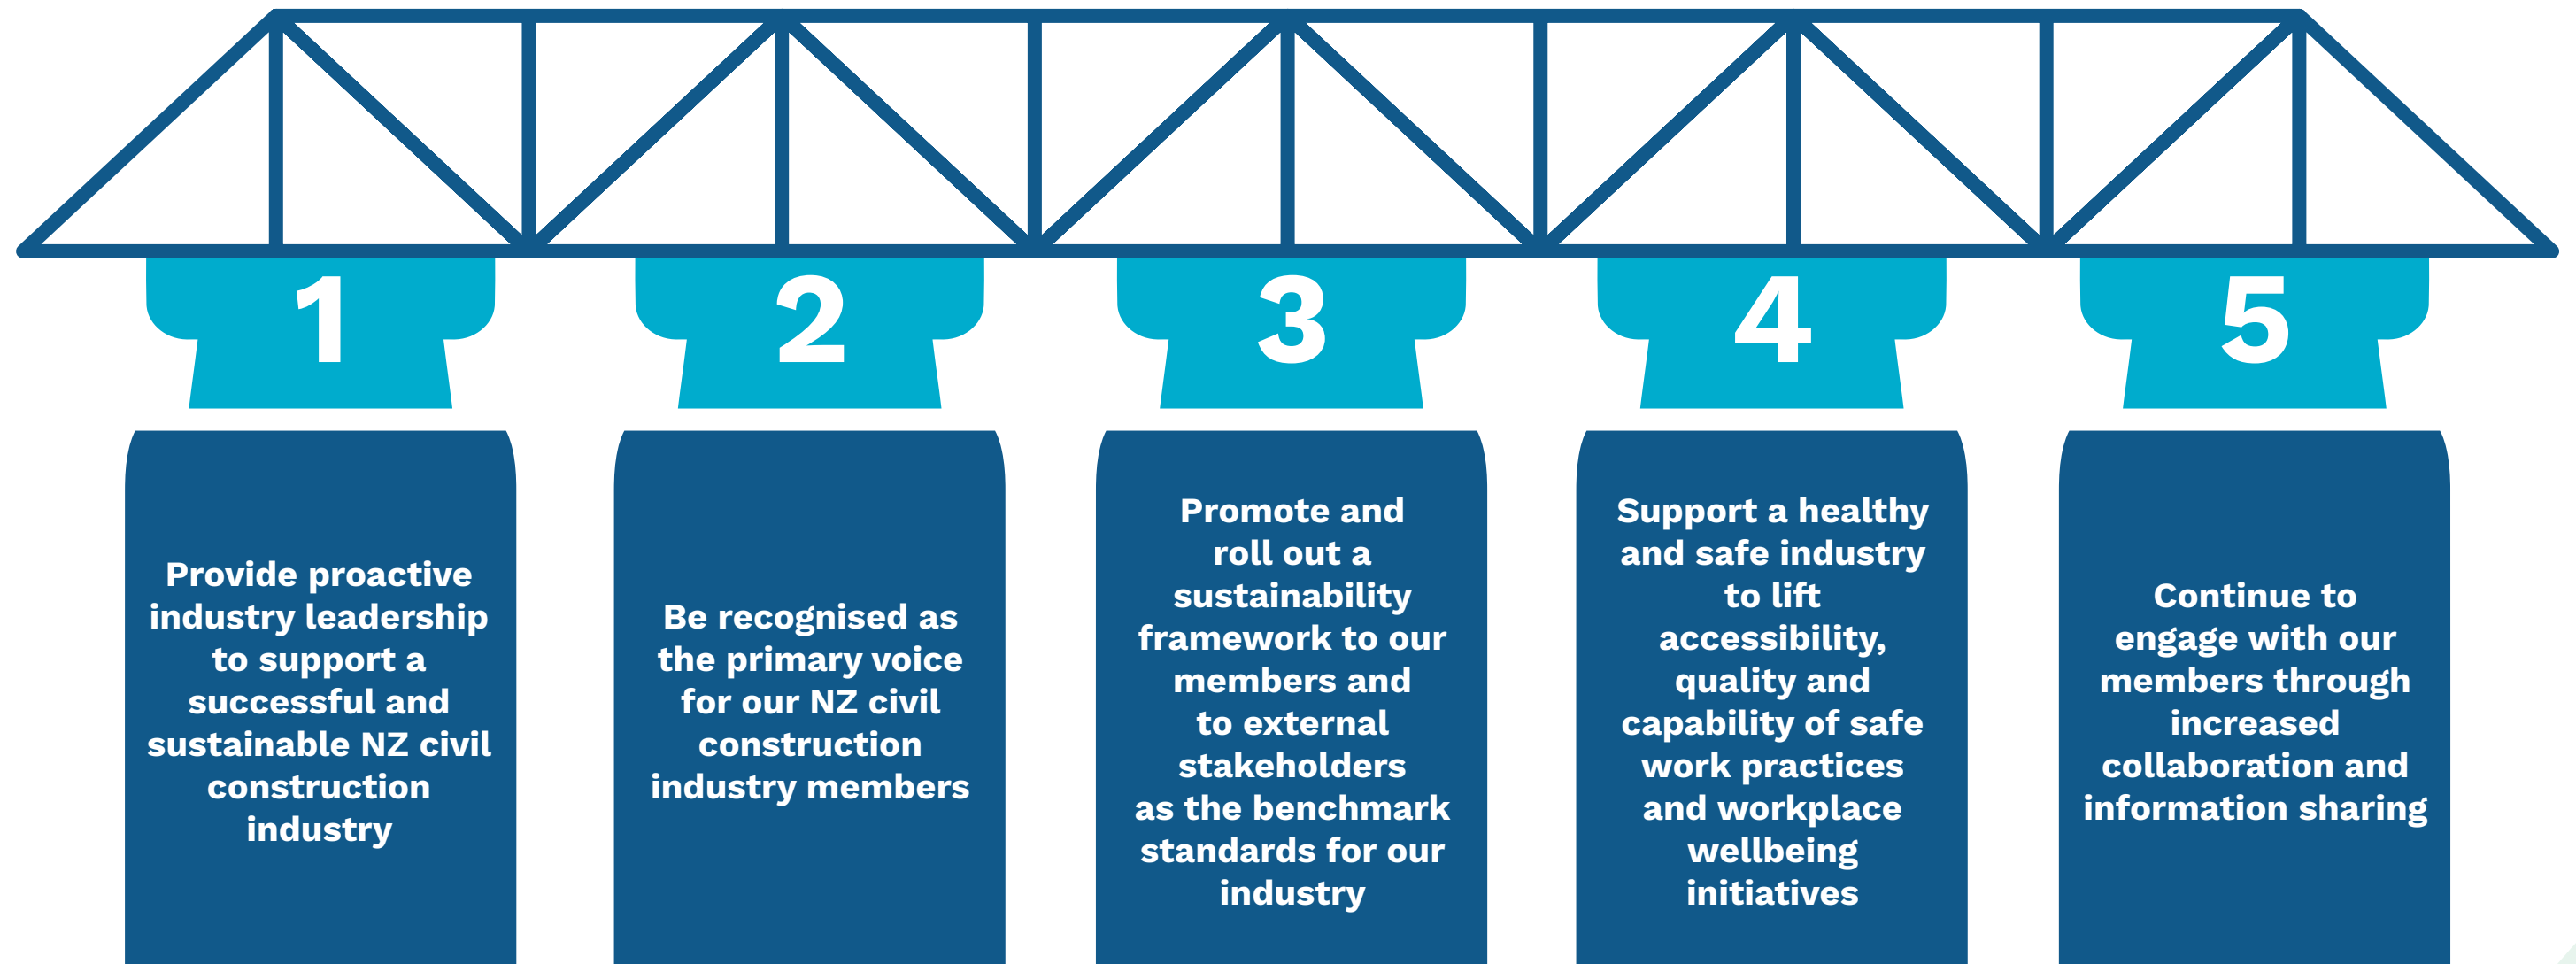 1
Provide proactive
industry leadership
to support a
successful and
sustainable NZ civil
construction
industry
2
Be recognised as
the primary voice
for our NZ civil
construction
industry members
3
Promote and
roll out a
sustainability
framework to our
members and
to external
stakeholders
as the benchmark
standards for our
industry
4
Support a healthy
and safe industry
to lift
accessibility,
quality and
capability of safe
work practices
and workplace
wellbeing
initiatives
5
Continue to
engage with our
members through
increased
collaboration and
information sharing